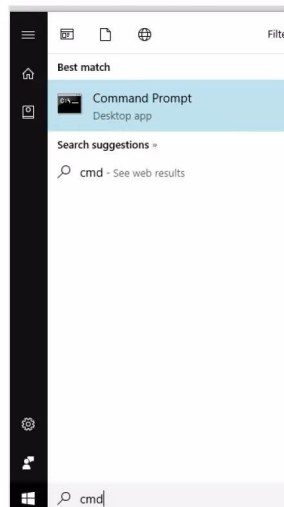 Filte
Best match
Command Prompt
Desktop app
Search suggestions »
cmd - See web results
cmd